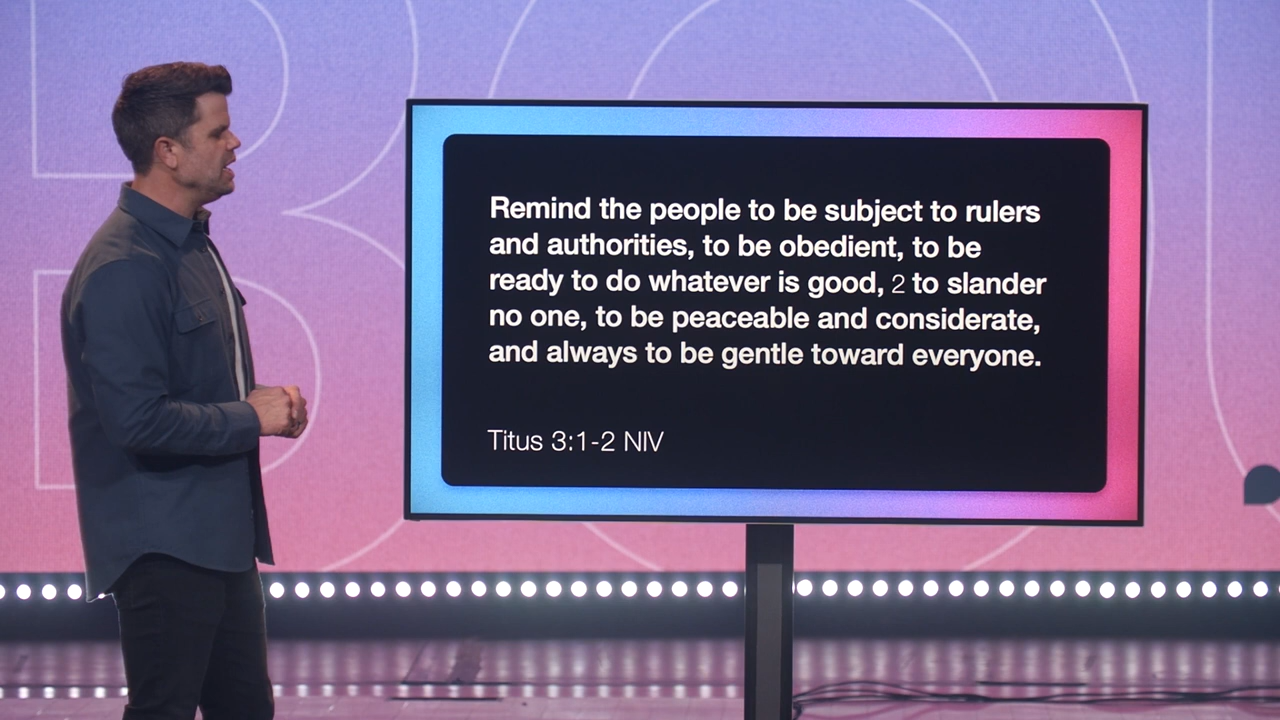 Remind the people to be subject to rulers
and authorities, to be obedient, to be
ready to do whatever is good, 2 to slander
no one, to be peaceable and considerate,
and always to be gentle toward everyone.
Titus 3:1-2 NIV